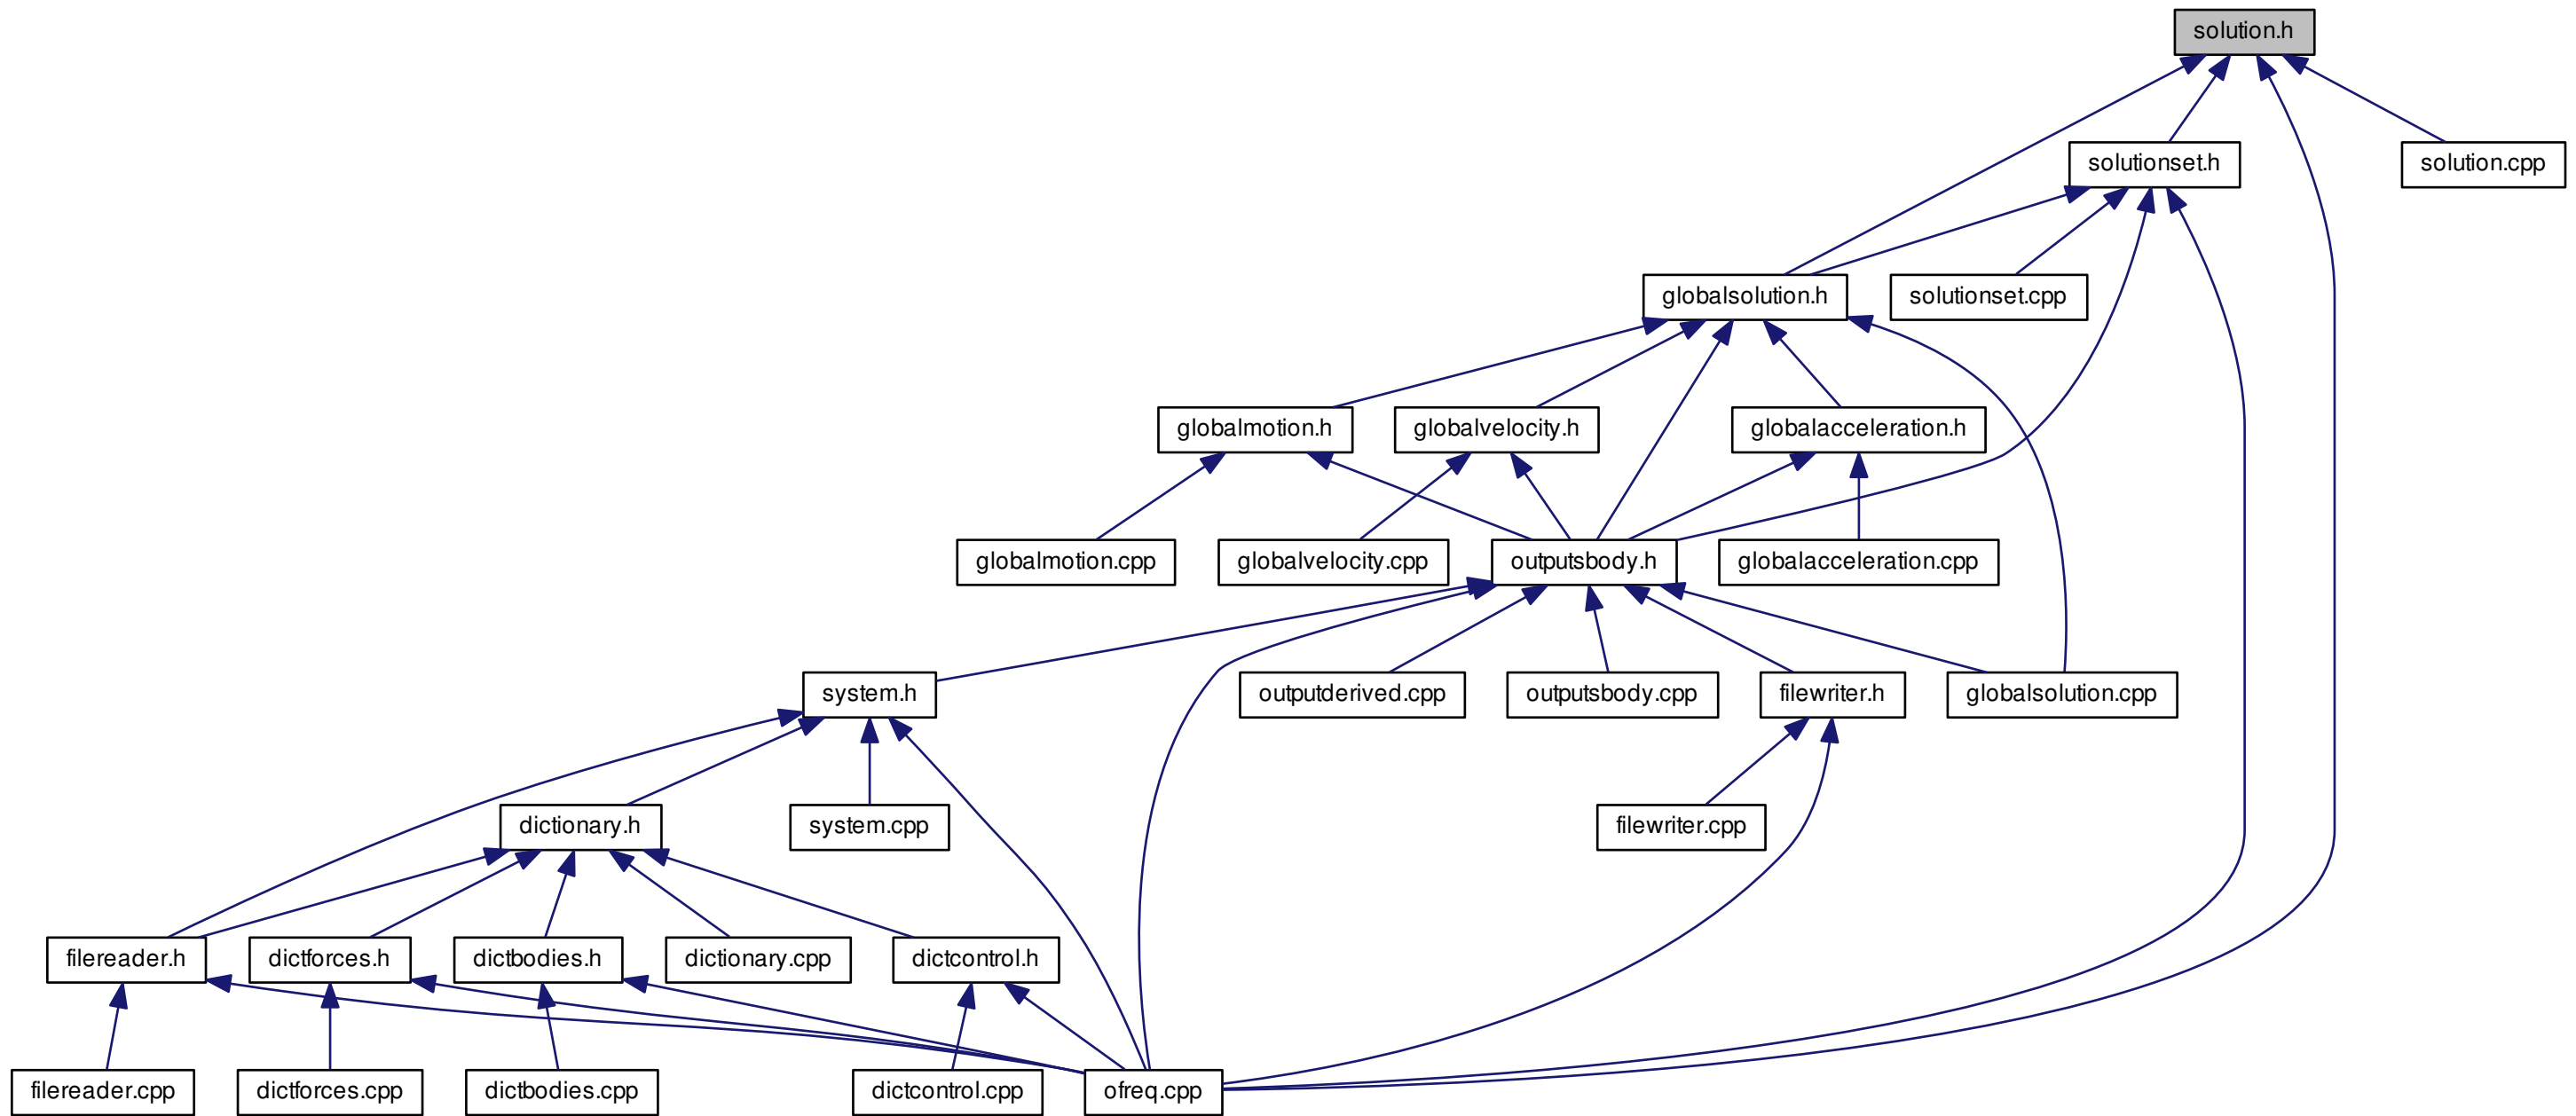 solution.h
solutionset.h
solution.cpp
globalsolution.h
solutionset.cpp
globalmotion.h
globalvelocity.h
globalacceleration.h
globalmotion.cpp
globalvelocity.cpp
outputsbody.h
globalacceleration.cpp
system.h
outputderived.cpp
outputsbody.cpp
filewriter.h
globalsolution.cpp
dictionary.h
system.cpp
filewriter.cpp
filereader.h
dictforces.h
dictbodies.h
dictionary.cpp
dictcontrol.h
filereader.cpp
dictforces.cpp
dictbodies.cpp
dictcontrol.cpp
ofreq.cpp